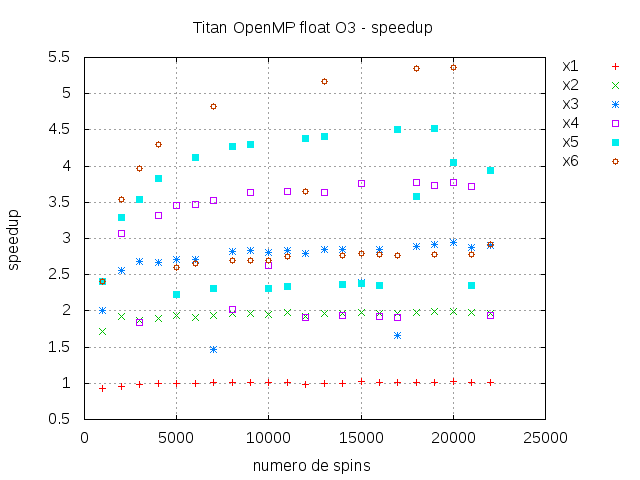 Titan OpenMP float O3 - speedup
x1
x2
x3
x4
x5
x6
speedup
5.5
5
4.5
4
3.5
3
2.5
2
1.5
1
0.5
0
5000
10000
15000
20000
25000
numero de spins